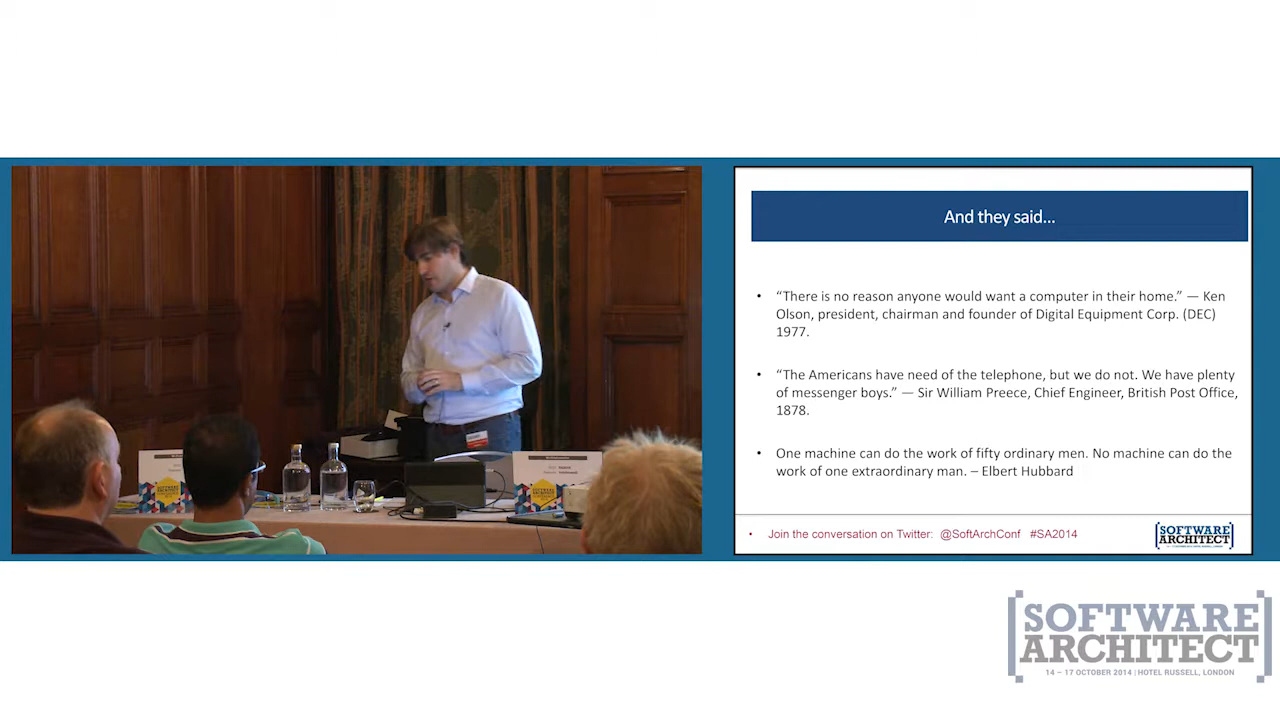 And they said...
• "There is no reason anyone would want a computer in their home." — Ken
Olson, president, chairman and founder of Digital Equipment Corp. (DEC)
1977.
• "The Americans have need of the telephone, but we do not. We have plenty
of messenger boys." — Sir William Preece, Chief Engineer, British Post Office,
1878.
• One machine can do the work of fifty ordinary men. No machine can do the
work of one extraordinary man. – Elbert Hubbard
• Join the conversation on Twitter: @SoftArchConf #SA2014
[SOFTWARE
ARCHITECT]
SOFTWARE
ARCHITECT
[SOFTWARE
ARCHITECT]
14 – 17 OCTOBER 2014 | HOTEL RUSSELL, LONDON